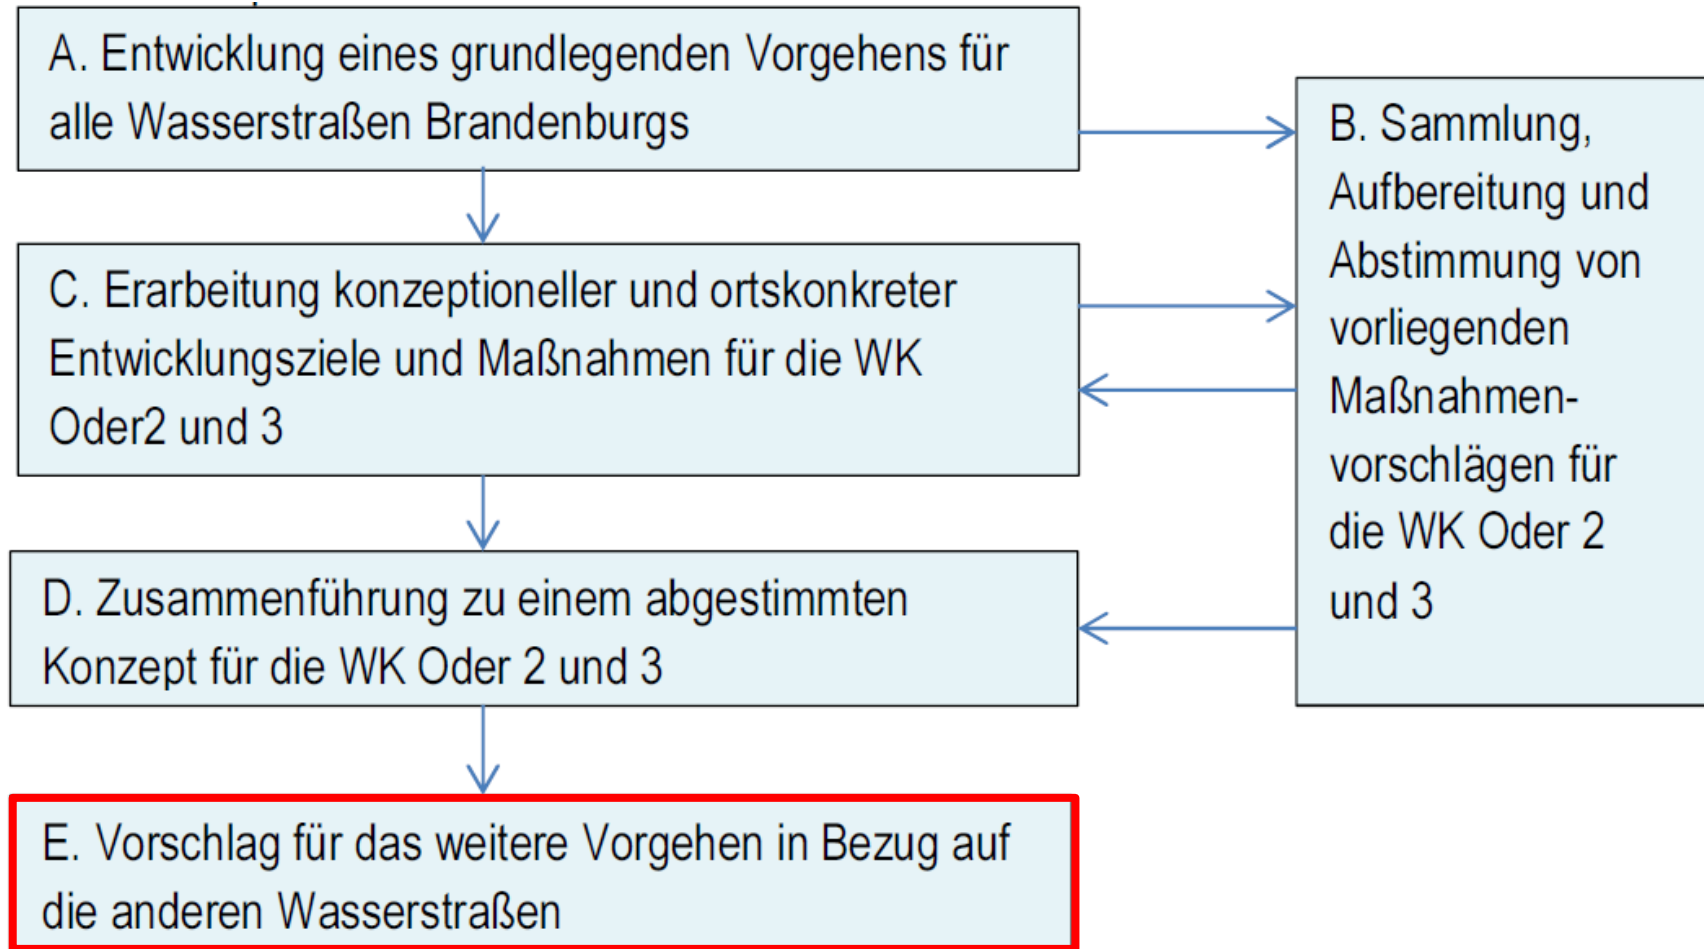 A. Entwicklung eines grundlegenden Vorgehens für
alle Wasserstraßen Brandenburgs
B. Sammlung,
Aufbereitung und
Abstimmung von
vorliegenden
Maßnahmen-
vorschlägen für
die WK Oder 2
und 3
C. Erarbeitung konzeptioneller und ortskonkreter
Entwicklungsziele und Maßnahmen für die WK
Oder2 und 3
D. Zusammenführung zu einem abgestimmten
Konzept für die WK Oder 2 und 3
E. Vorschlag für das weitere Vorgehen in Bezug auf
die anderen Wasserstraßen